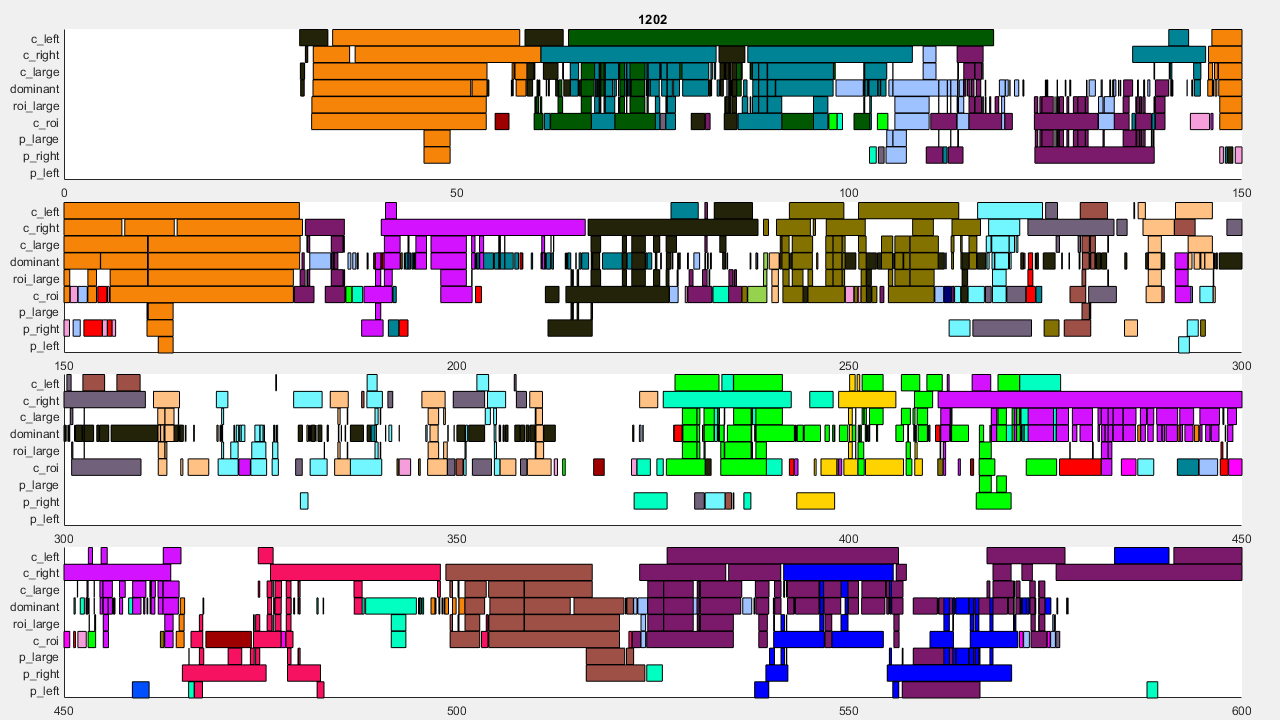 1202
c_left
c_right
c_large
dominant
roi_large
c_roi
p_large
p_right
p_left
0 50 100 150
c_left
c_right
c_large
dominant
roi_large
c_roi
p_large
p_right
p_left
150 200 250 300
c_left
c_right
c_large
dominant
roi_large
c_roi
p_large
p_right
p_left
300 350 400 450
c_left
c_right
c_large
dominant
roi_large
c_roi
p_large
p_right
p_left
450 500 550 600